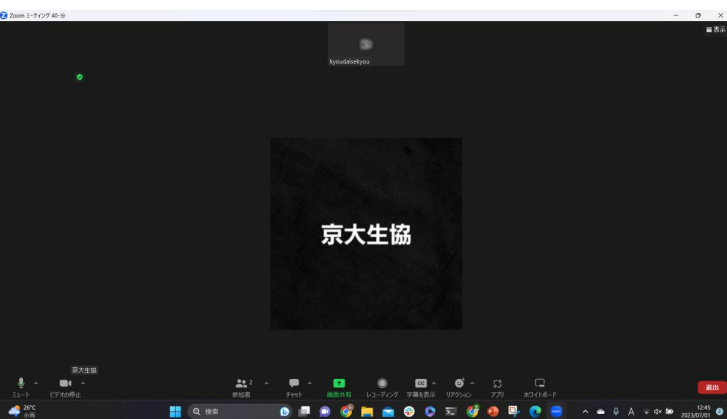 Zoom ミーティング 40-分
表示
kyoudaisekyou
京大生協
京大生協
ミュート
ビデオの停止
参加者
2
チャット
画面共有
レコーディング
字幕を表示
リアクション
アプリ
ホワイトボード
退出
26°C
小雨
検索
A
12:45
2023/07/01